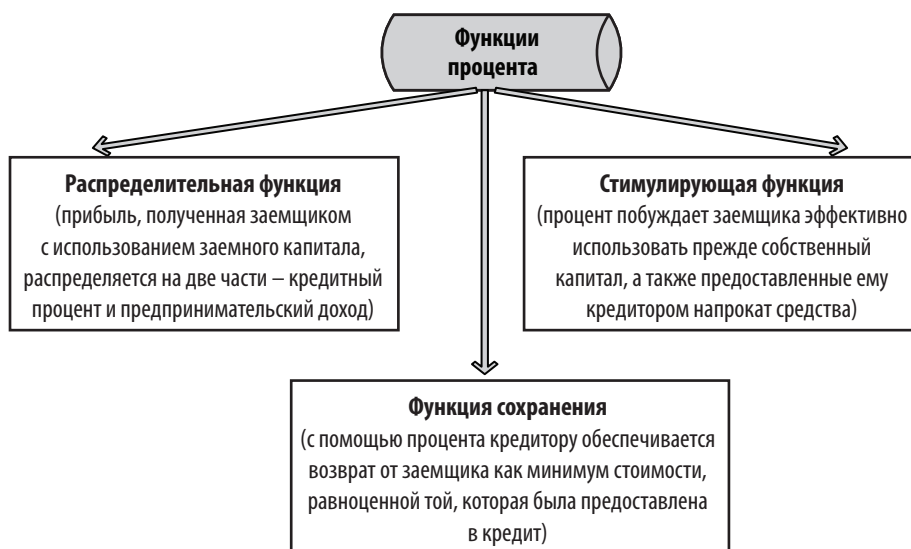 Функции
процента
Распределительная функция
(прибыль, полученная заемщиком
с использованием заемного капитала,
распределяется на две части – кредитный
процент и предпринимательский доход)
Стимулирующая функция
(процент побуждает заемщика эффективно
использовать прежде собственный
капитал, а также предоставленные ему
кредитором напрокат средства)
Функция сохранения
(с помощью процента кредитору обеспечивается
возврат от заемщика как минимум стоимости,
равноценной той, которая была предоставлена
в кредит)